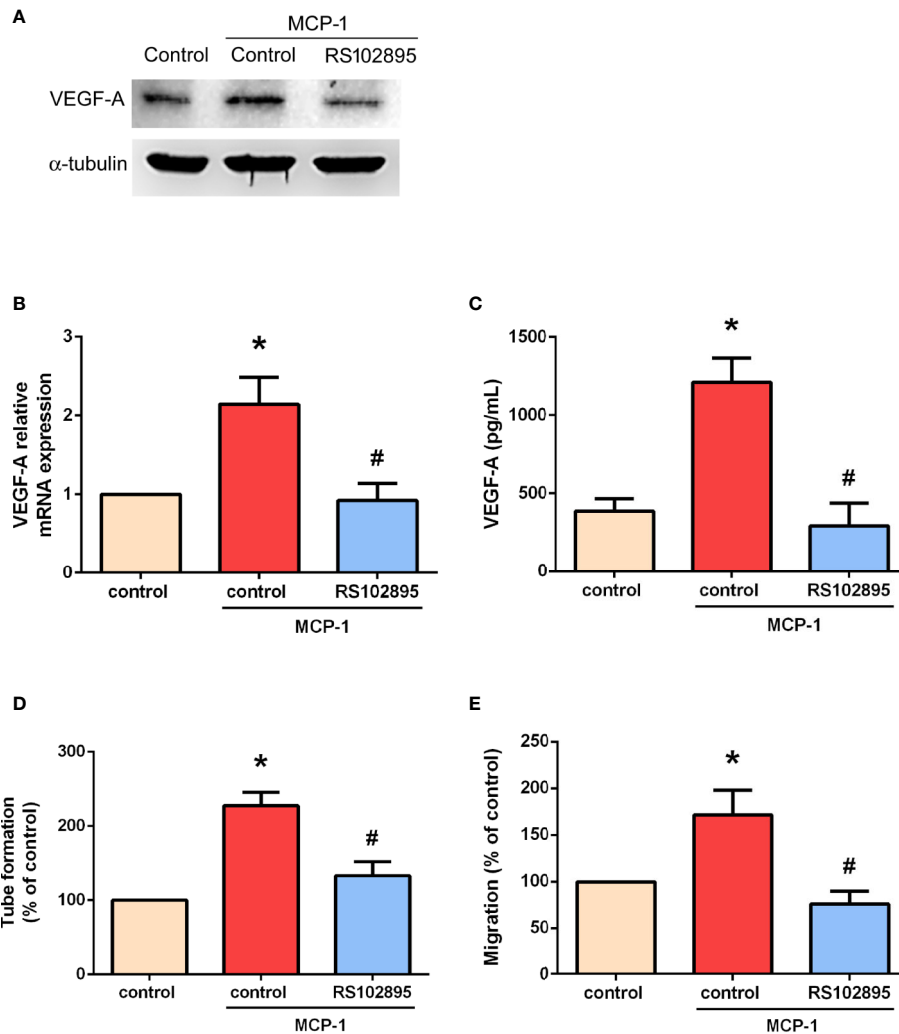 A
MCP-1
Control Control RS102895
VEGF-A
α-tubulin
B
VEGF-A relative
mRNA expression
3
2
1
0
*
#
control control RS102895
MCP-1
C
VEGF-A (pg/mL)
1500
1000
500
0
*
#
control control RS102895
MCP-1
D
Tube formation
(% of control)
300
200
100
0
*
#
control control RS102895
MCP-1
E
Migration (% of control)
250
200
150
100
50
0
*
#
control control RS102895
MCP-1